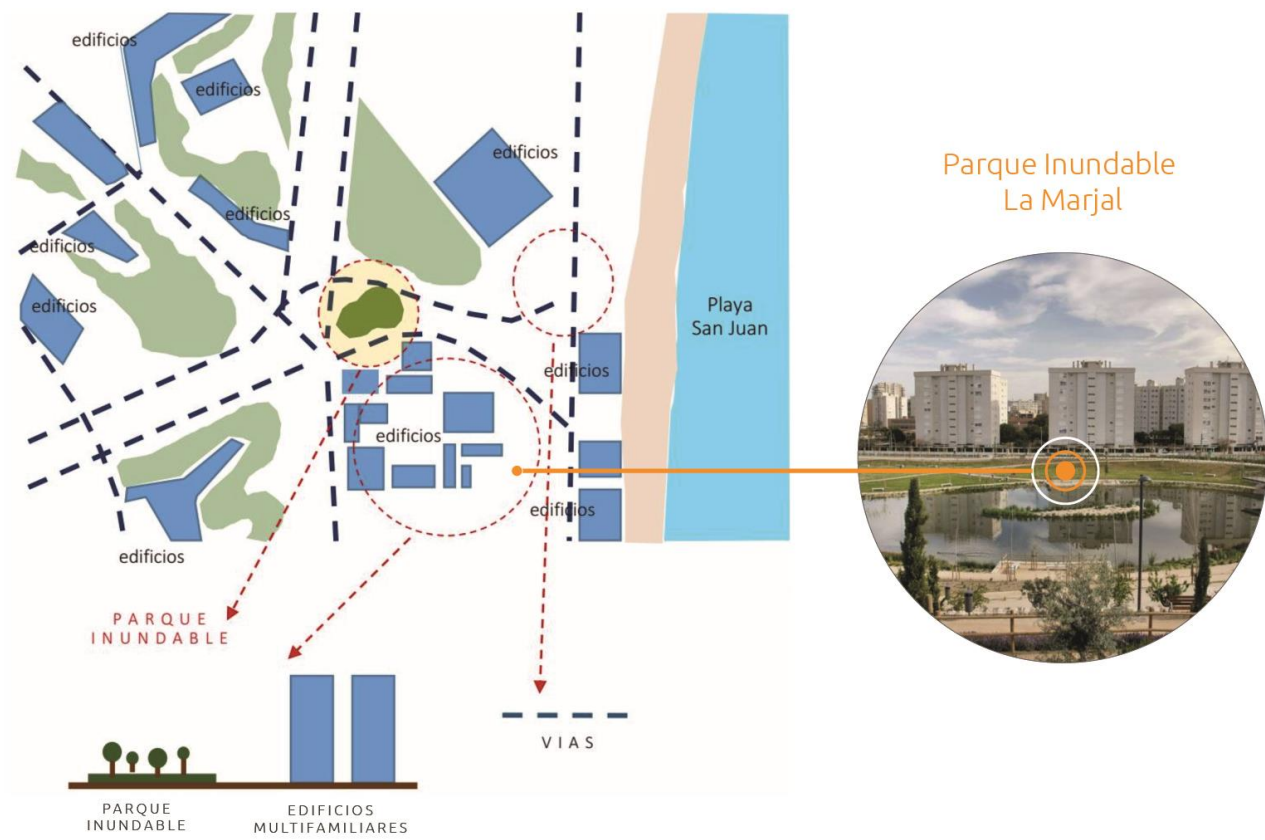 edificios
edificios
edificios
edificios
edificios
edificios
edificios
Playa
San Juan
edificios
edificios
edificios
edificios
Parque Inundable
La Marjal
PARQUE
INUNDABLE
VIAS
PARQUE
INUNDABLE
EDIFICIOS
MULTIFAMILIARES